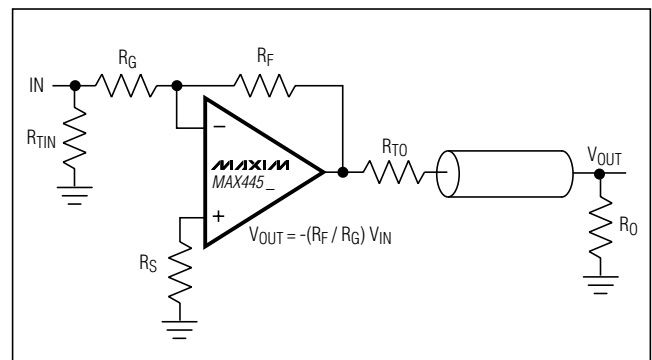 RG
RF
IN
RTIN
−
MAXIM
MAX445_
+
RTO
VOUT
VOUT = -(RF / RG) VIN
RS
RO